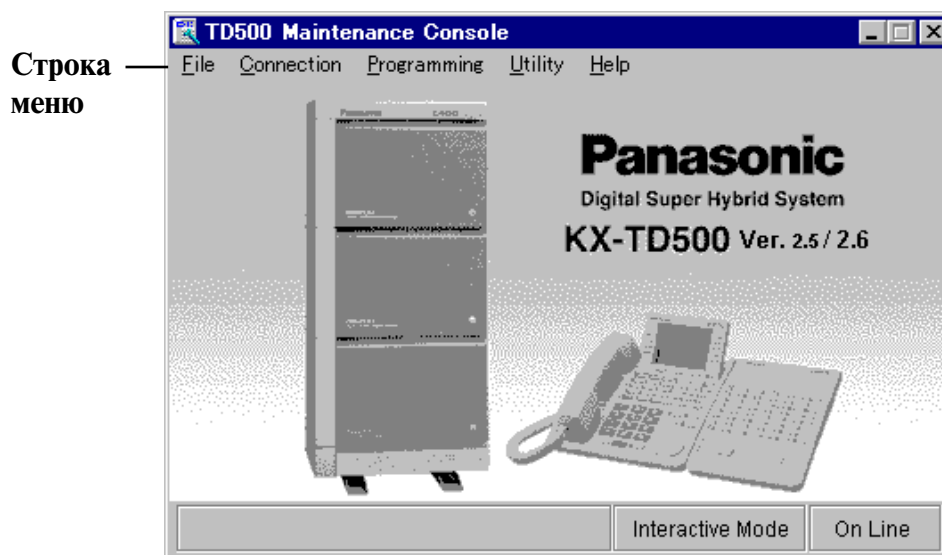 TD500 Maintenance Console
Строка меню
File Connection Programming Utility Help
Panasonic
Digital Super Hybrid System
KX-TD500 Ver. 2.5 / 2.6
Interactive Mode On Line